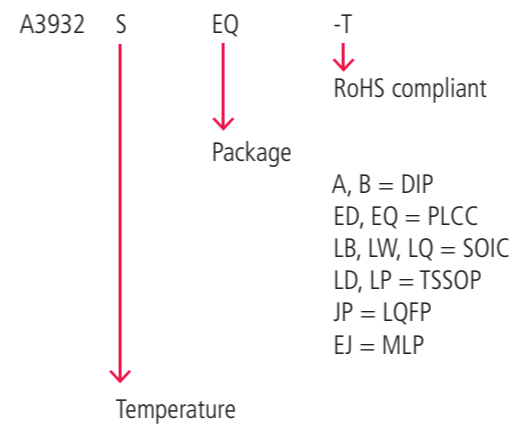 A3932 S EQ -T
RoHS compliant
Package
A, B = DIP
ED, EQ = PLCC
LB, LW, LQ = SOIC
LD, LP = TSSOP
JP = LQFP
EJ = MLP
Temperature